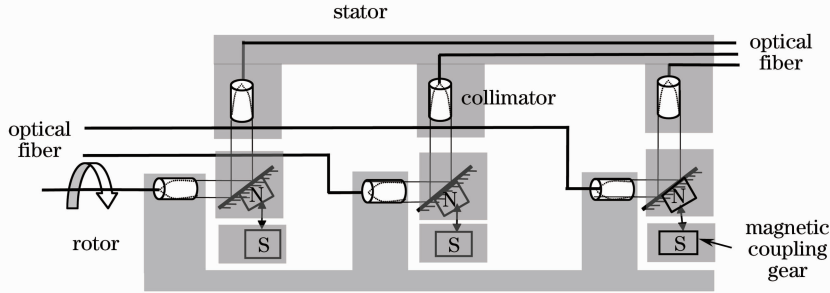 stator
optical
fiber
collimator
optical
fiber
N
N
N
rotor
S
S
S
magnetic
coupling
gear